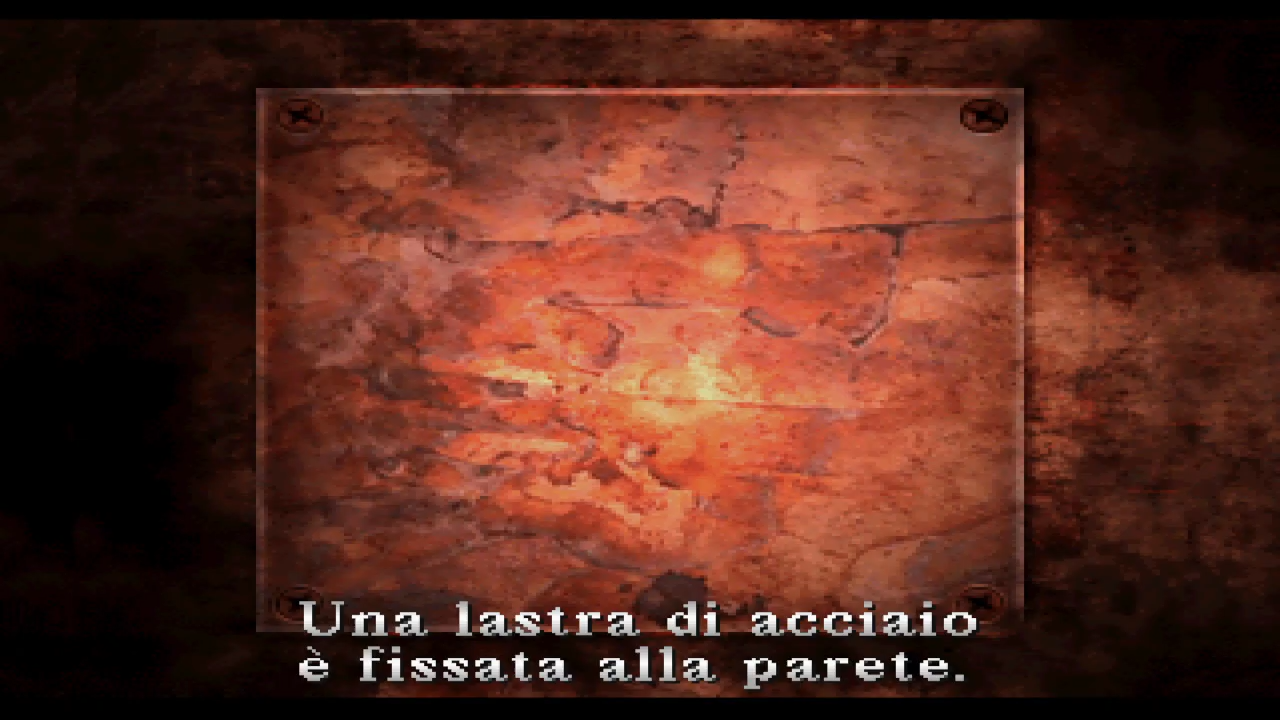 Una lastra di acciaio
è fissata alla parete.